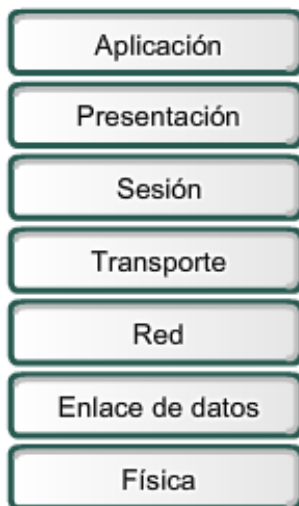 Aplicación
Presentación
Sesión
Transporte
Red
Enlace de datos
Física